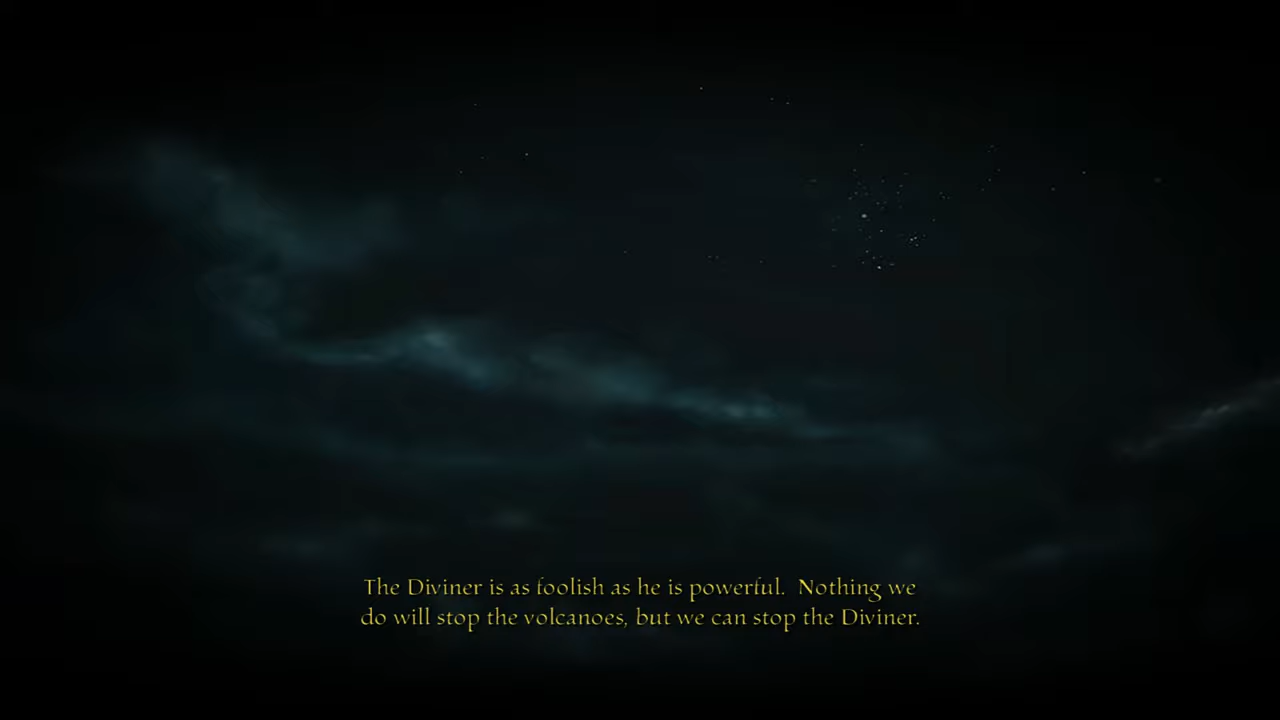 The Diviner is as foolish as he is powerful.  Nothing we
do will stop the volcanoes, but we can stop the Diviner.